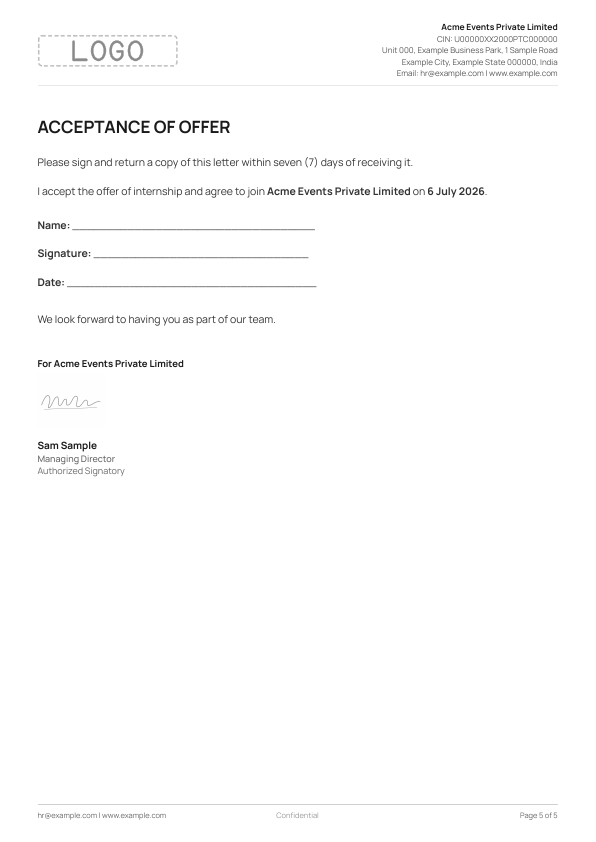 LOGO
Acme Events Private Limited
CIN: U00000XX2000PTC000000
Unit 000, Example Business Park, 1 Sample Road
Example City, Example State 000000, India
Email: hr@example.com | www.example.com
ACCEPTANCE OF OFFER
Please sign and return a copy of this letter within seven (7) days of receiving it.
I accept the offer of internship and agree to join Acme Events Private Limited on 6 July 2026.
Name: ____________________________________________
Signature: _______________________________________
Date: _____________________________________________
We look forward to having you as part of our team.
For Acme Events Private Limited
Sam Sample
Managing Director
Authorized Signatory
hr@example.com | www.example.com
Confidential
Page 5 of 5